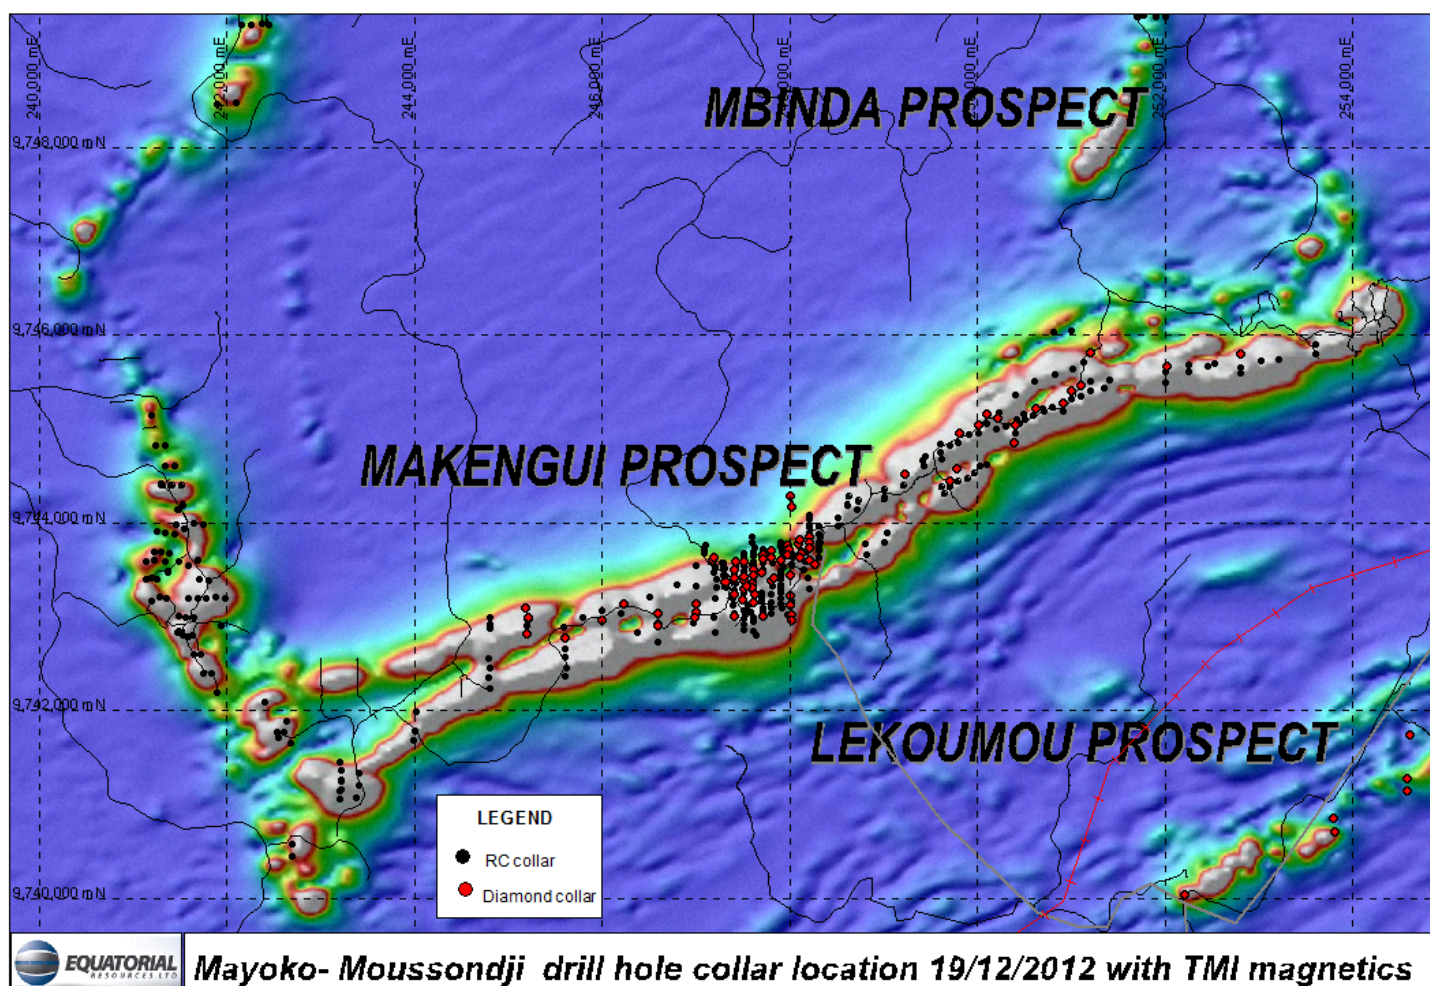 240,000 mE
242,000 mE
244,000 mE
246,000 mE
252,000 mE
254,000 mE
MBINDA PROSPECT
9,748,000 mN
9,746,000 mN
MAKENGUI PROSPECT
9,744,000 mN
9,742,000 mN
LEKOUMOU PROSPECT
LEGEND
RC collar
Diamond collar
9,740,000 mN
EQUATORIAL
RESOURCES LTD
Mayoko- Moussondji drill hole collar location 19/12/2012 with TMI magnetics